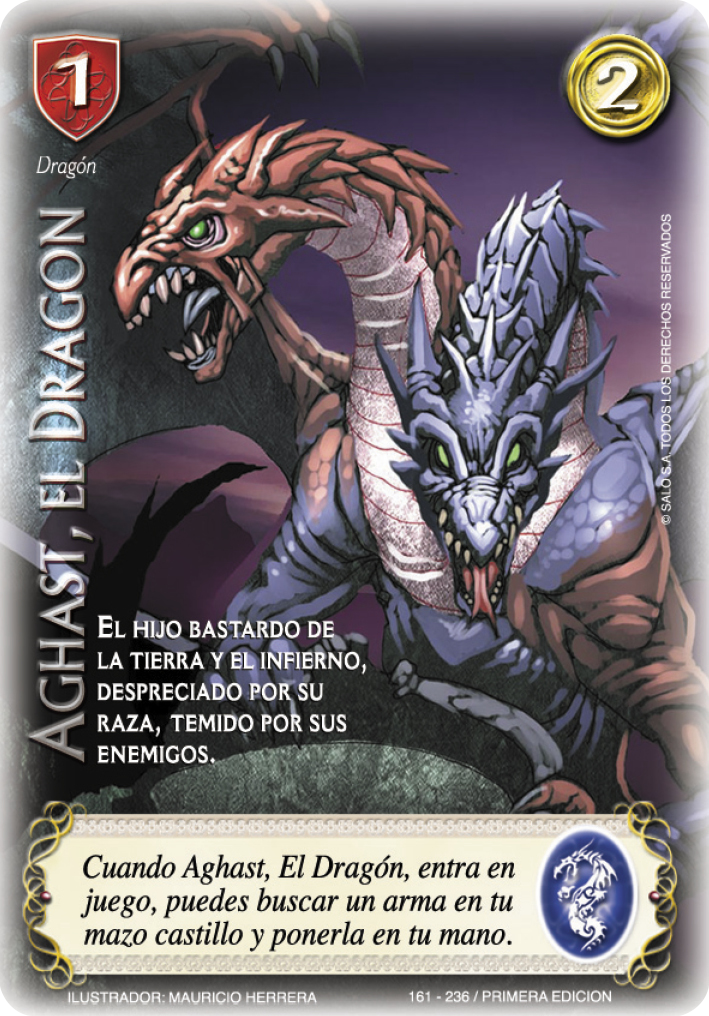 1
2
Dragón
AGHAST, EL DRAGON
© SALO S.A. TODOS LOS DERECHOS RESERVADOS
EL HIJO BASTARDO DE
LA TIERRA Y EL INFIERNO,
DESPRECIADO POR SU
RAZA, TEMIDO POR SUS
ENEMIGOS.
Cuando Aghast, El Dragón, entra en
juego, puedes buscar un arma en tu
mazo castillo y ponerla en tu mano.
ILUSTRADOR: MAURICIO HERRERA
161 - 236 / PRIMERA EDICION